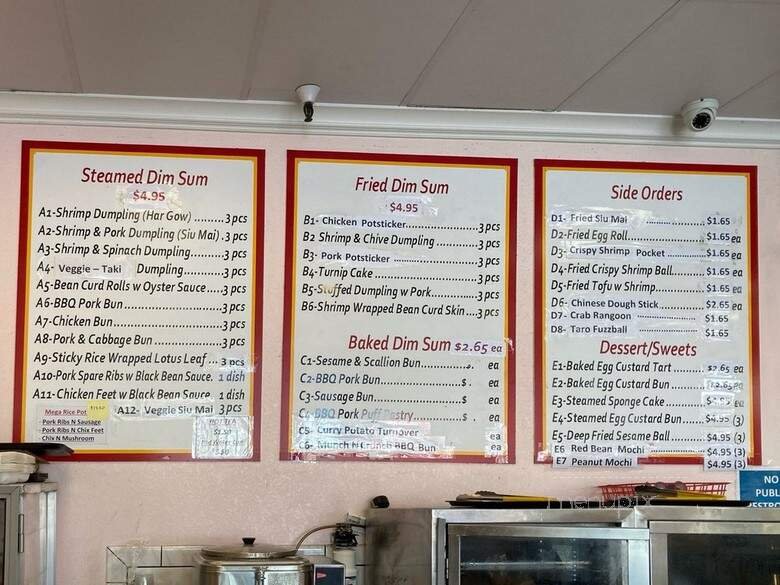 Steamed Dim Sum
$4.95
A1-Shrimp Dumpling (Har Gow) .........3 pcs
A2-Shrimp & Pork Dumpling (Siu Mai) .3 pcs
A3-Shrimp & Spinach Dumpling.......3 pcs
A4- Veggie – Taki Dumpling.......3 pcs
A5-Bean Curd Rolls w Oyster Sauce....3 pcs
A6-BBQ Pork Bun.......3 pcs
A7-Chicken Bun.......3 pcs
A8-Pork & Cabbage Bun.......3 pcs
A9-Sticky Rice Wrapped Lotus Leaf... 3 pcs
A10-Pork Spare Ribs w Black Bean Sauce. 1 dish
A11-Chicken Feet w Black Bean Sauce. 1 dish
A12- Veggie Siu Mai 3 pcs
Mega Rice Pot
- Pork Ribs N Sausage
Pork Ribs N Chix Feet
Chix N Mushroom
HOT TEA
Fried Dim Sum
$4.95
B1- Chicken Potsticker.......3 pcs
B2 Shrimp & Chive Dumpling.......3 pcs
B3- Pork Potsticker.......3 pcs
B4-Turnip Cake.......3 pcs
B5-Stuffed Dumpling w Pork.......3 pcs
B6-Shrimp Wrapped Bean Curd Skin...3 pcs
Baked Dim Sum $2.65 ea
C1-Sesame & Scallion Bun....... ea
C2-BBQ Pork Bun.......$ ea
C3-Sausage Bun.......$ ea
C4-BBQ Pork Puff Pastry.......$ ea
C5- Curry Potato Turnover ea
C6- Munch N Crunch BBQ Bun ea
Side Orders
D1- Fried Siu Mai ....... $1.65
D2-Fried Egg Roll.......$1.65 ea
D3- Crispy Shrimp Pocket .......$1.65 ea
D4-Fried Crispy Shrimp Ball.......$1.65 ea
D5-Fried Tofu w Shrimp.......$1.65 ea
D6- Chinese Dough Stick .......$2.65 ea
D7- Crab Rangoon .......$1.65
D8- Taro Fuzzball .......$1.65
Dessert/Sweets
E1-Baked Egg Custard Tart.....$2.65 ea
E2-Baked Egg Custard Bun.......$2.65 ea
E3-Steamed Sponge Cake....... ea
E4-Steamed Egg Custard Bun.....$4.95 (3)
E5-Deep Fried Sesame Ball .......$4.95 (3)
E6 Red Bean Mochi.......$4.95 (3)
E7 Peanut Mochi .......$4.95 (3)
NO
PUBL
RESTRO
menupix